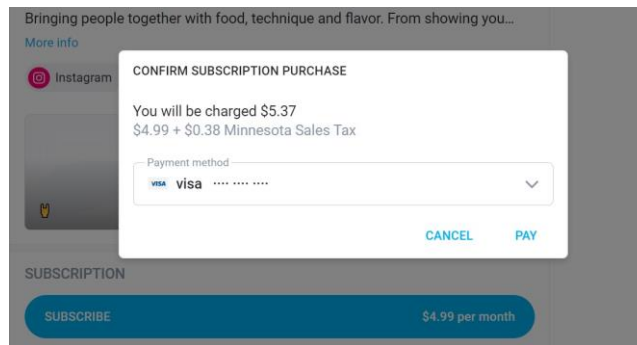 Bringing people together with food, technique and flavor. From showing you...
More info
Instagram
CONFIRM SUBSCRIPTION PURCHASE
You will be charged $5.37
$4.99 + $0.38 Minnesota Sales Tax
Payment method
VISA visa ···· ···· ····
CANCEL PAY
SUBSCRIPTION
SUBSCRIBE $4.99 per month